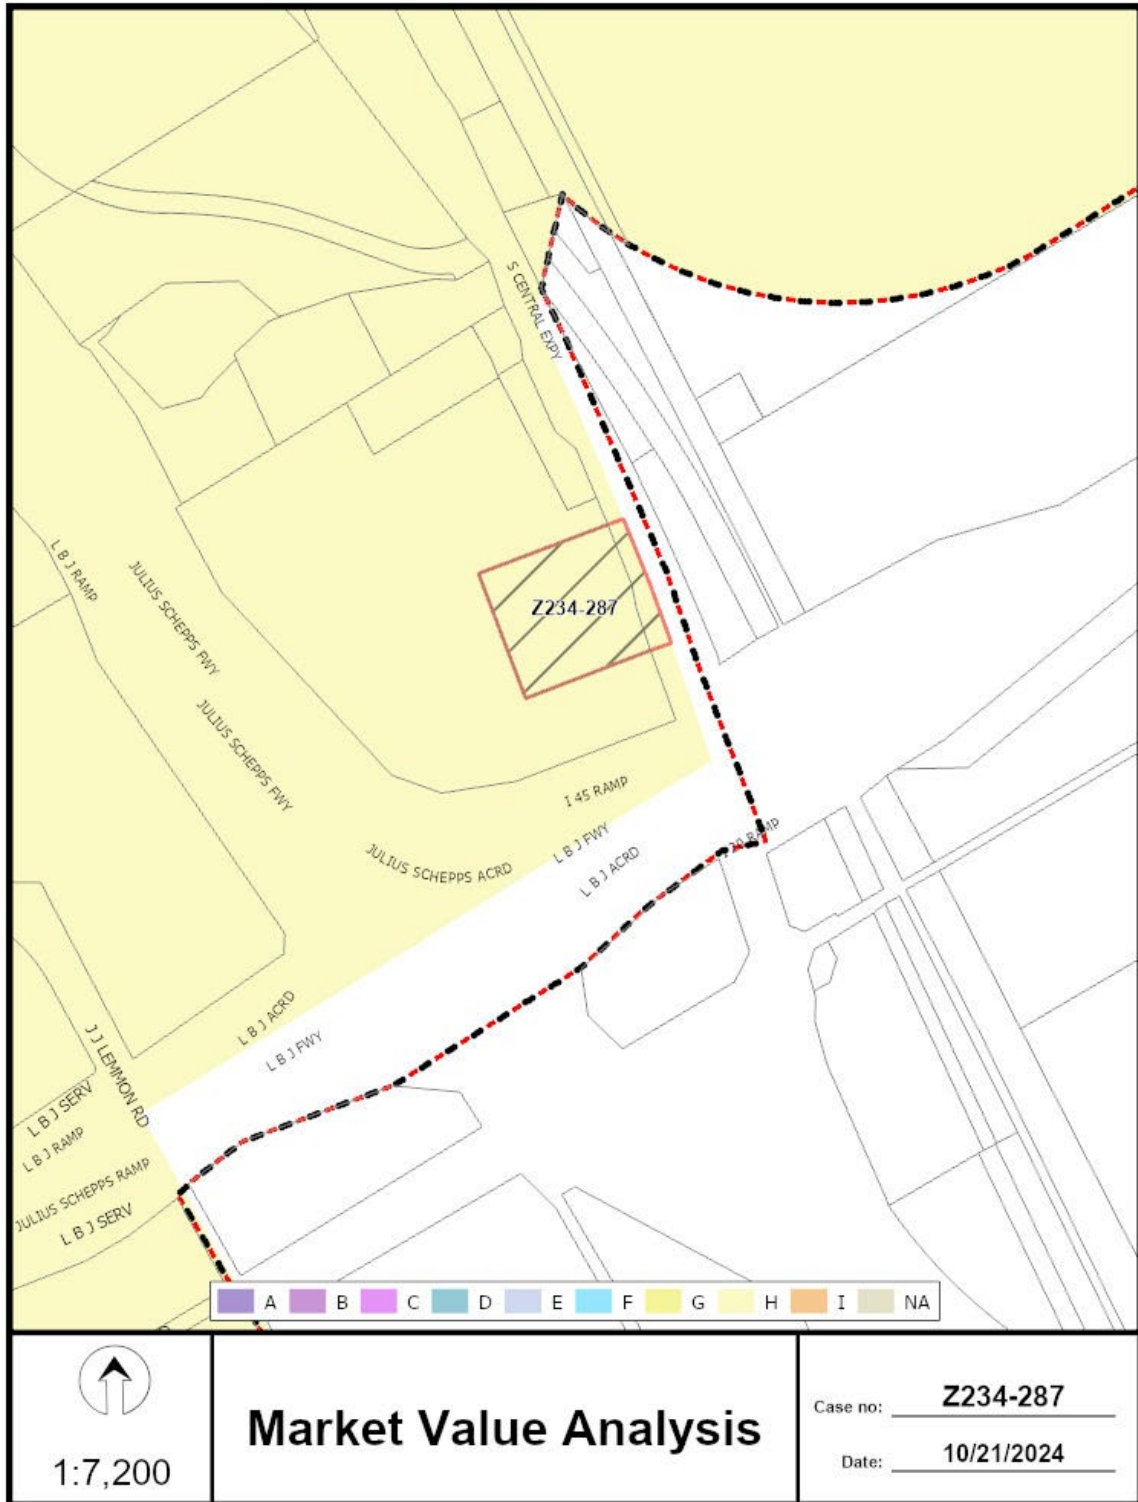 S CENTRAL EXPY
L B J RAMP
JULIUS SCHEPPS FWY
Z234-287
JULIUS SCHEPPS FWY
I 45 RAMP
L B J FWY
JULIUS SCHEPPS ACRD
L B J ACRD
I 20 RAMP
L B J ACRD
L B J FWY
J J LEMMON RD
L B J SERV
L B J RAMP
JULIUS SCHEPPS RAMP
L B J SERV
A B C D E F G H I NA
1:7,200
Market Value Analysis
Case no: Z234-287
Date: 10/21/2024